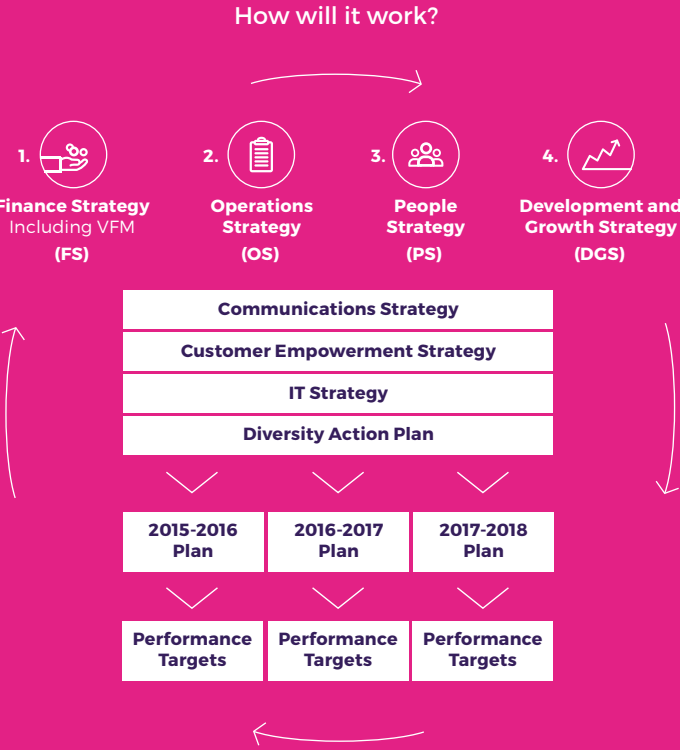 How will it work?
1.
2.
3.
4.
Finance Strategy
Including VFM
(FS)
Operations
Strategy
(OS)
People
Strategy
(PS)
Development and
Growth Strategy
(DGS)
Communications Strategy
Customer Empowerment Strategy
IT Strategy
Diversity Action Plan
2015-2016
Plan
2016-2017
Plan
2017-2018
Plan
Performance
Targets
Performance
Targets
Performance
Targets